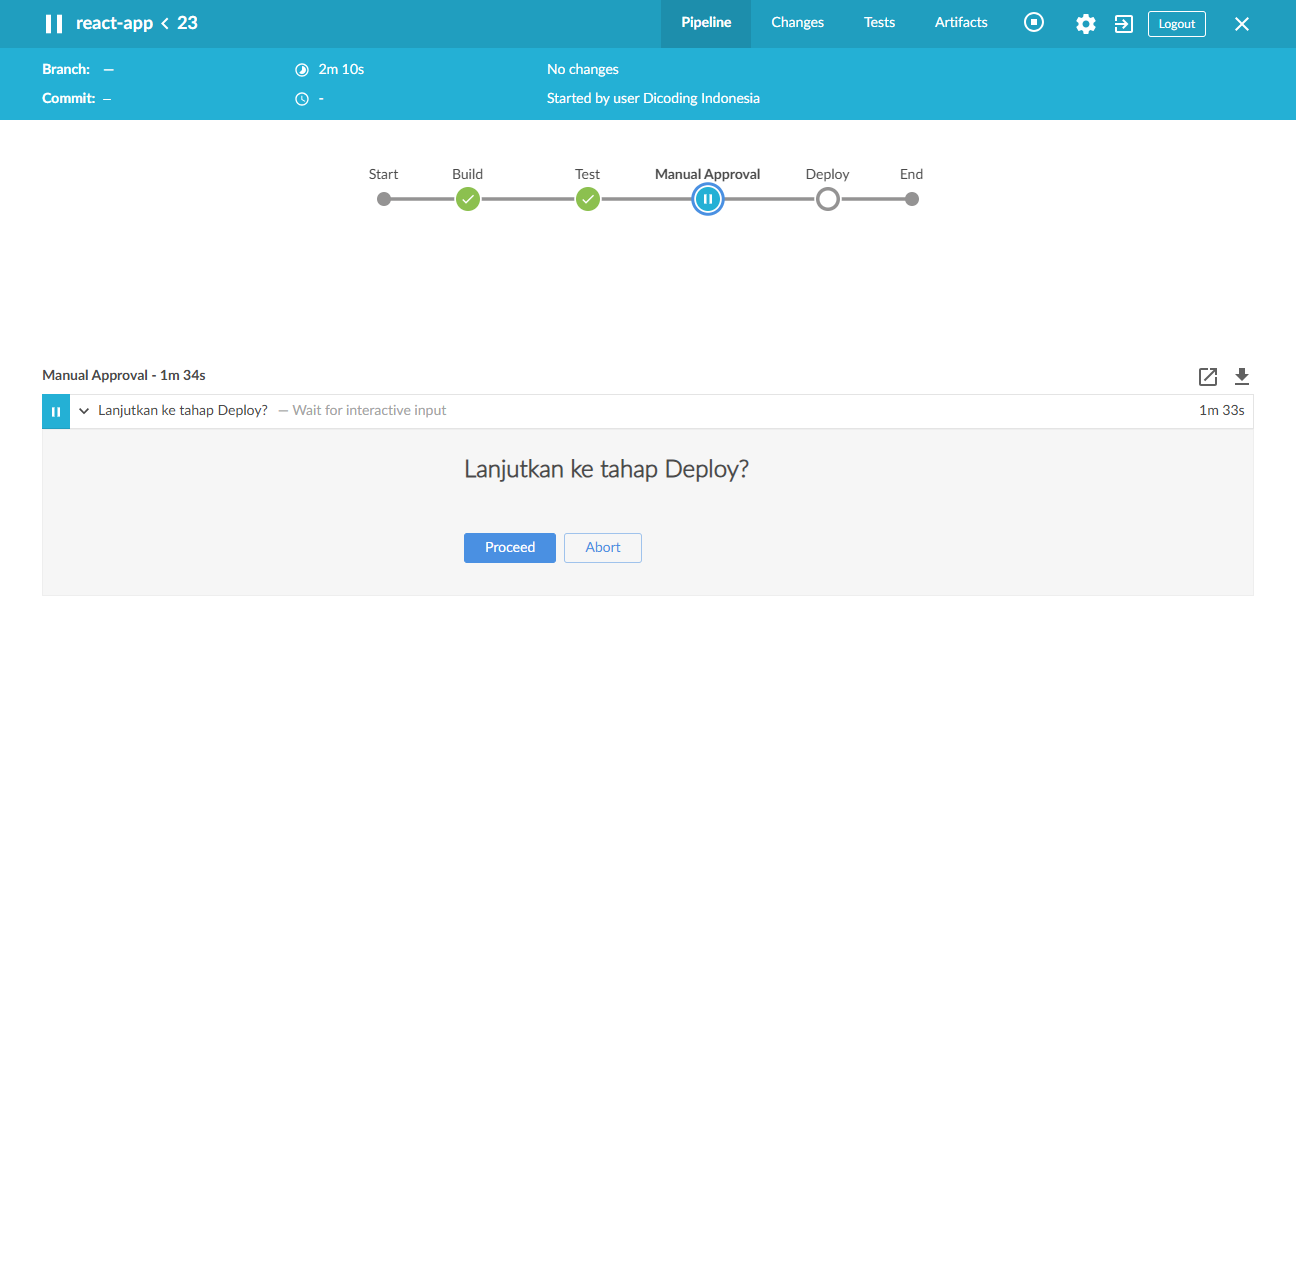 react-app < 23
Pipeline
Changes
Tests
Artifacts
Logout
Branch: —
2m 10s
No changes
Commit: —
-
Started by user Dicoding Indonesia
Start
Build
Test
Manual Approval
Deploy
End
Manual Approval - 1m 34s
Lanjutkan ke tahap Deploy? — Wait for interactive input
1m 33s
Lanjutkan ke tahap Deploy?
Proceed
Abort